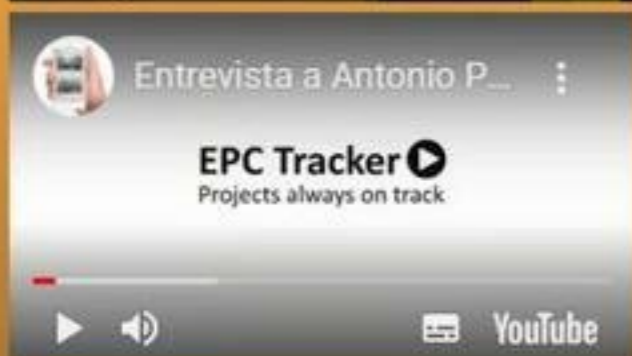 Entrevista a Antonio P...
EPC Tracker
Projects always on track
YouTube